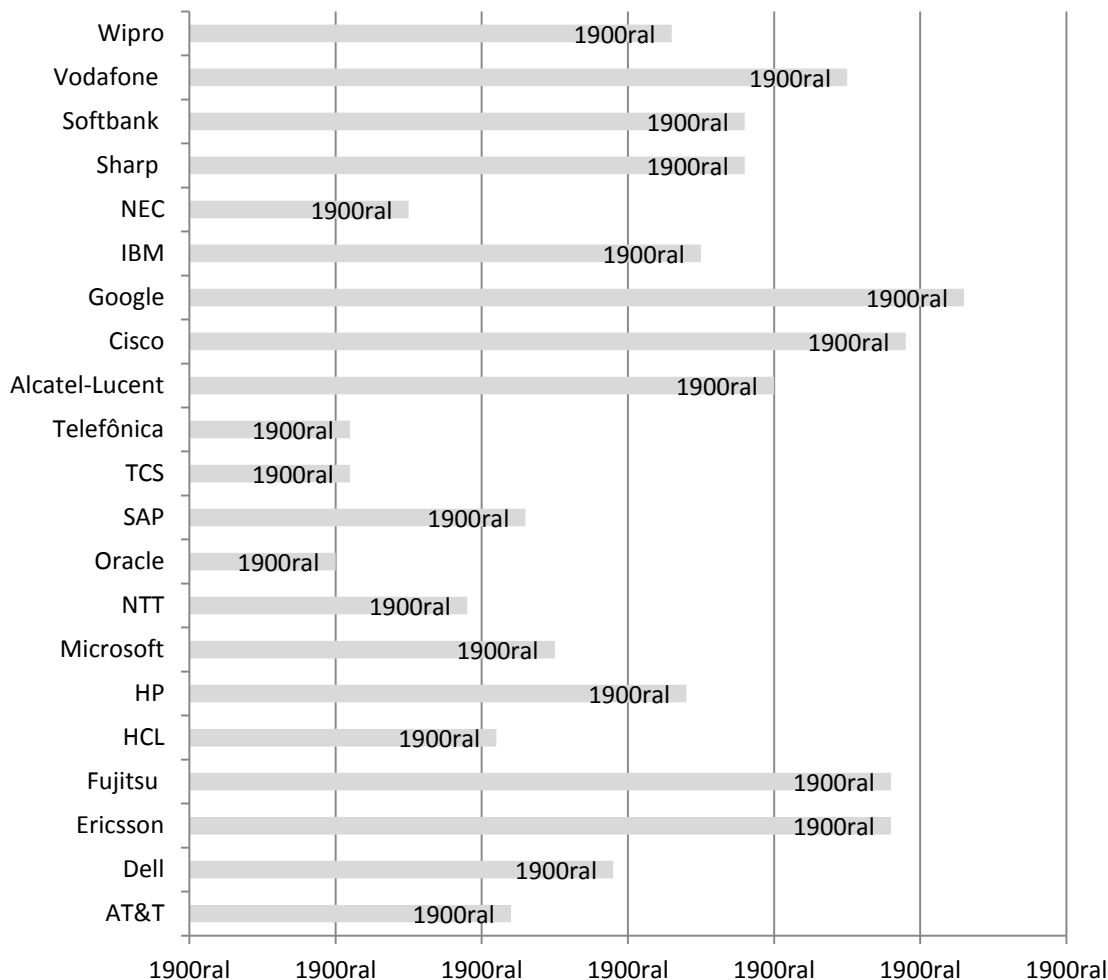 Wipro 1900ral
Vodafone 1900ral
Softbank 1900ral
Sharp 1900ral
NEC 1900ral
IBM 1900ral
Google 1900ral
Cisco 1900ral
Alcatel-Lucent 1900ral
Telefônica 1900ral
TCS 1900ral
SAP 1900ral
Oracle 1900ral
NTT 1900ral
Microsoft 1900ral
HP 1900ral
HCL 1900ral
Fujitsu 1900ral
Ericsson 1900ral
Dell 1900ral
AT&T 1900ral
1900ral 1900ral 1900ral 1900ral 1900ral 1900ral 1900ral